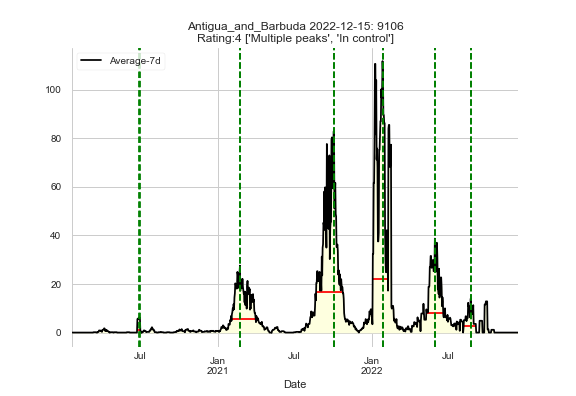 Antigua_and_Barbuda 2022-12-15: 9106
Rating:4 ['Multiple peaks', 'In control']
Average-7d
100
80
60
40
20
0
Jul
Jan
2021
Jul
Jan
2022
Jul
Date